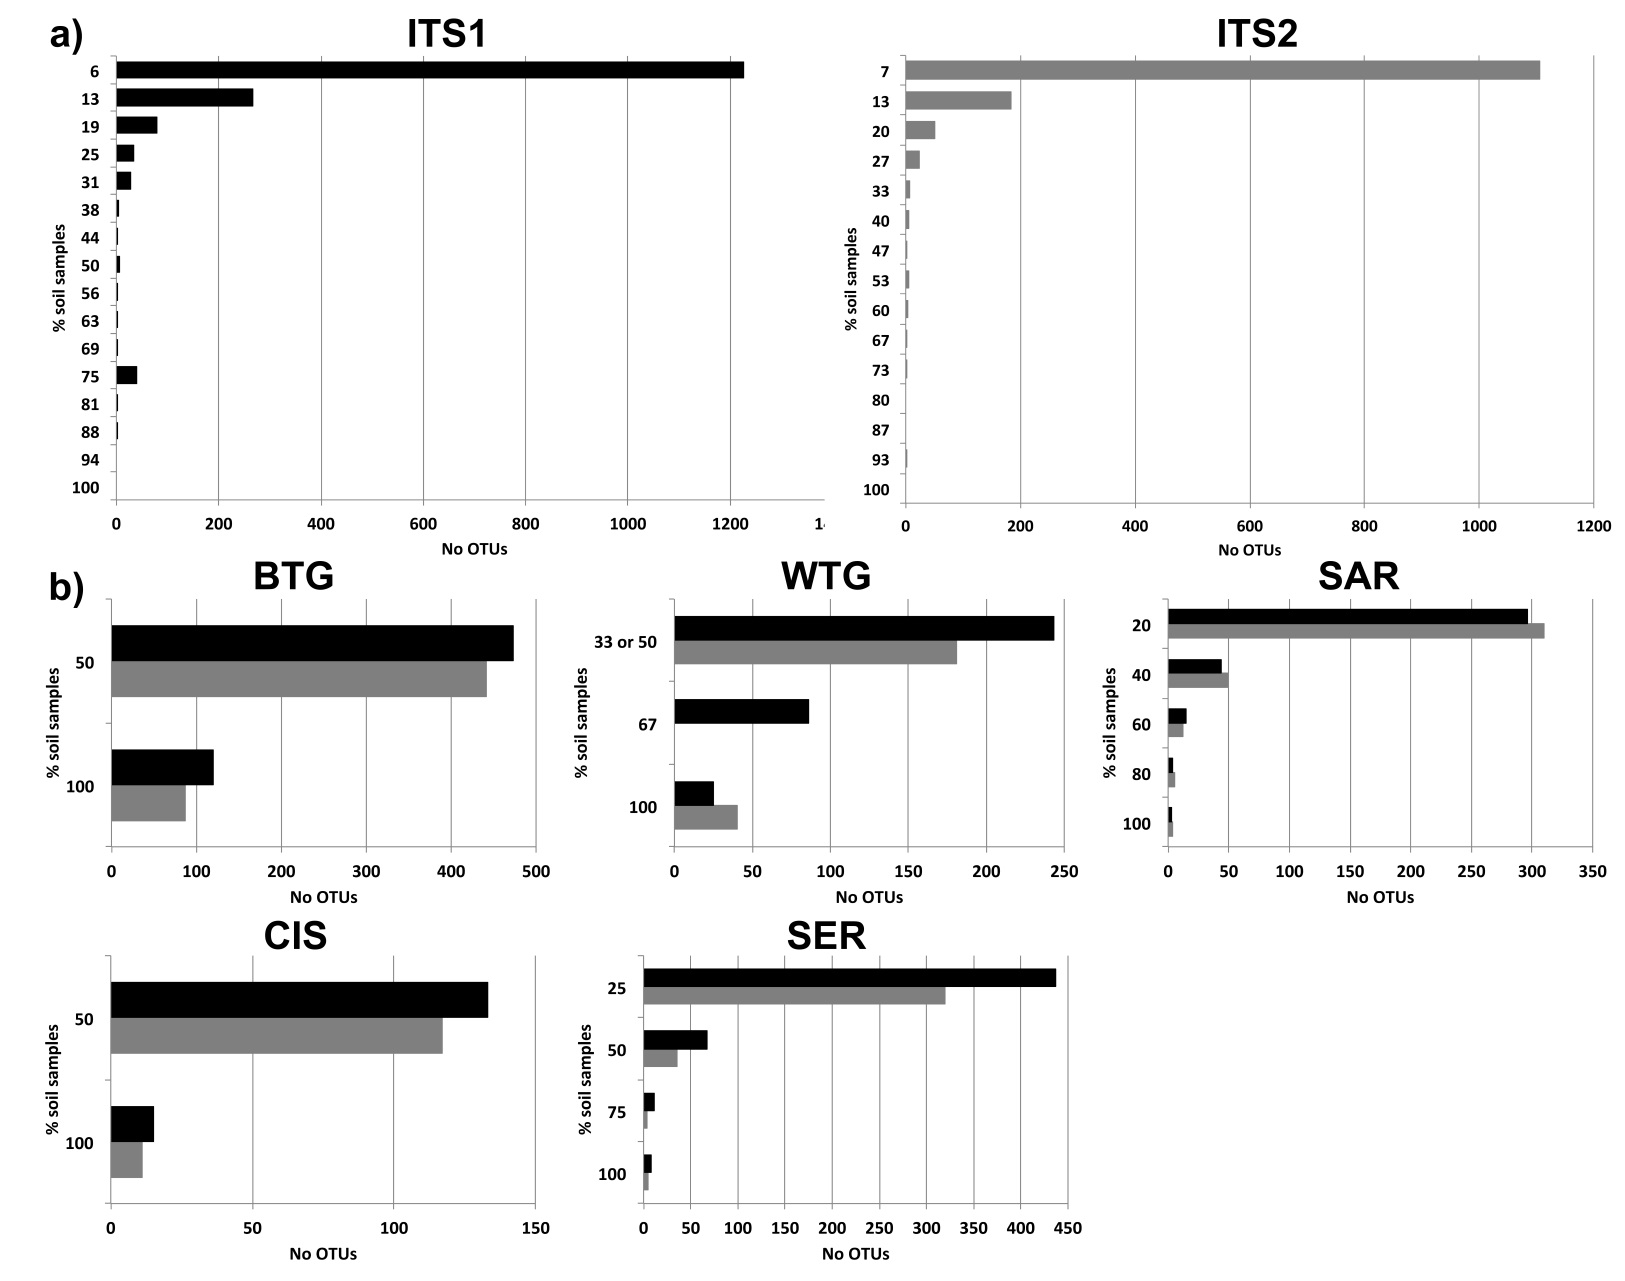 a)
ITS1
6
13
19
25
31
38
44
50
56
63
69
75
81
88
94
100
% soil samples
0 200 400 600 800 1000 1200
No OTUs
ITS2
7
13
20
27
33
40
47
53
60
67
73
80
87
93
100
% soil samples
0 200 400 600 800 1000 1200
No OTUs
b)
BTG
50
100
% soil samples
0 100 200 300 400 500
No OTUs
WTG
33 or 50
67
100
% soil samples
0 50 100 150 200 250
No OTUs
SAR
20
40
60
80
100
% soil samples
0 50 100 150 200 250 300 350
No OTUs
CIS
50
100
% soil samples
0 50 100 150
No OTUs
SER
25
50
75
100
% soil samples
0 50 100 150 200 250 300 350 400 450
No OTUs